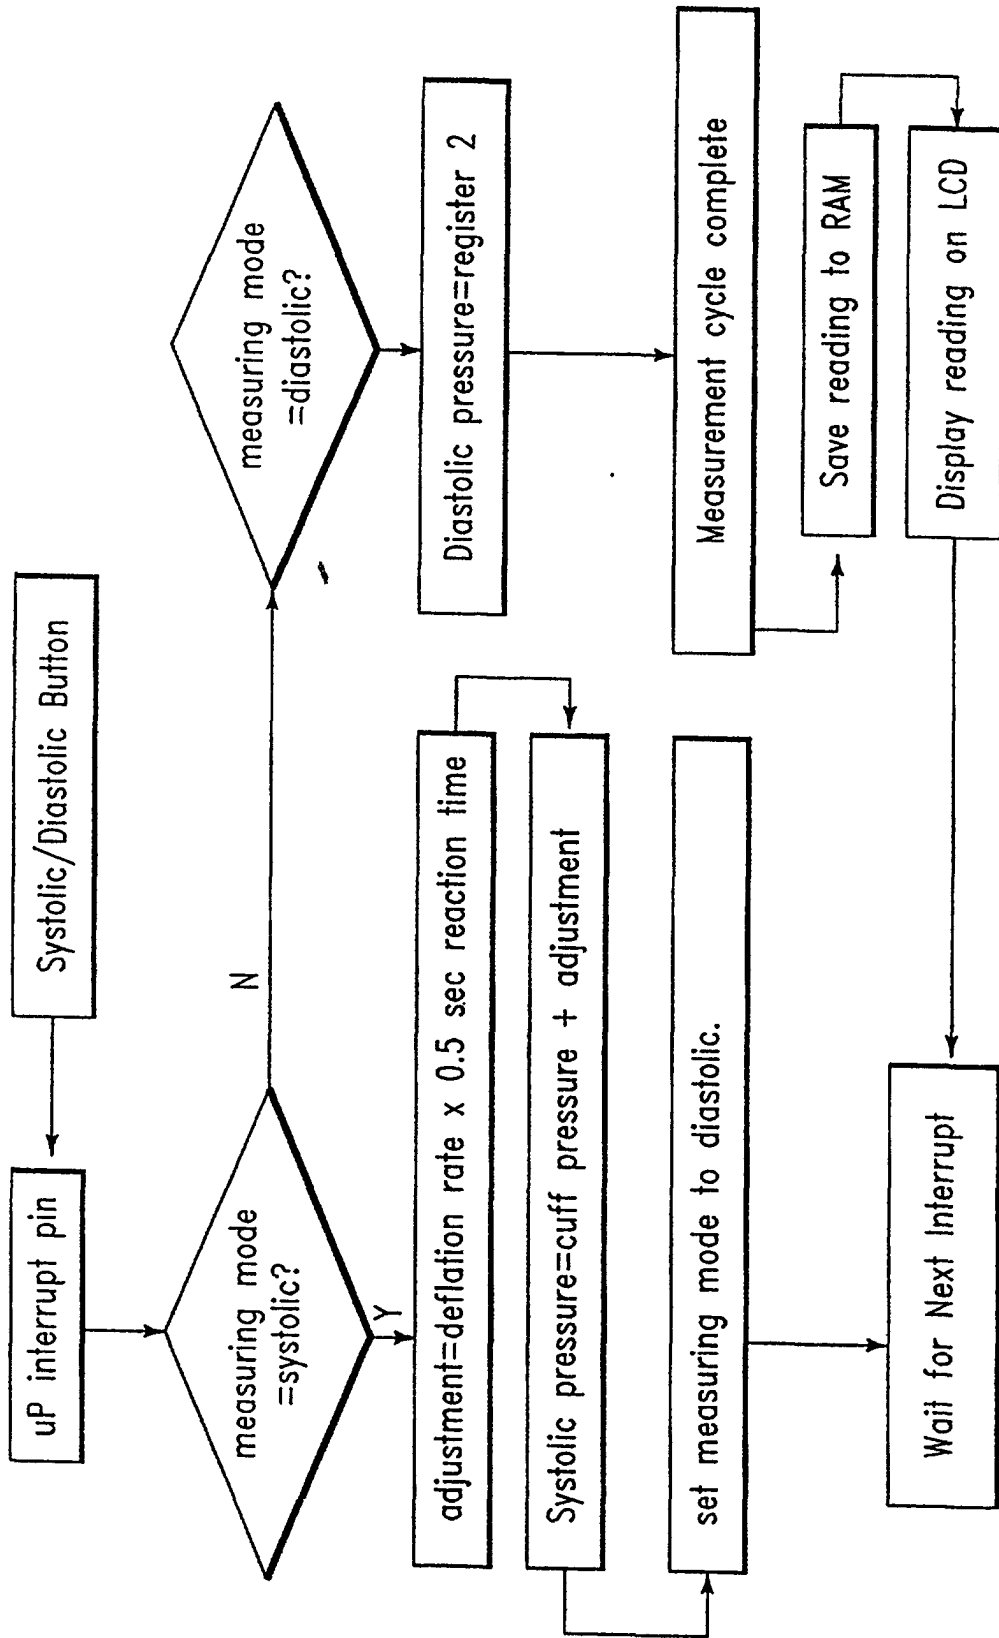 Systolic/Diastolic Button
uP interrupt pin
measuring mode
=systolic?
N
Y
measuring mode
=diastolic?
adjustment=deflation rate x 0.5 sec reaction time
Systolic pressure=cuff pressure + adjustment
set measuring mode to diastolic.
Diastolic pressure=register 2
Measurement cycle complete
Save reading to RAM
Display reading on LCD
Wait for Next Interrupt